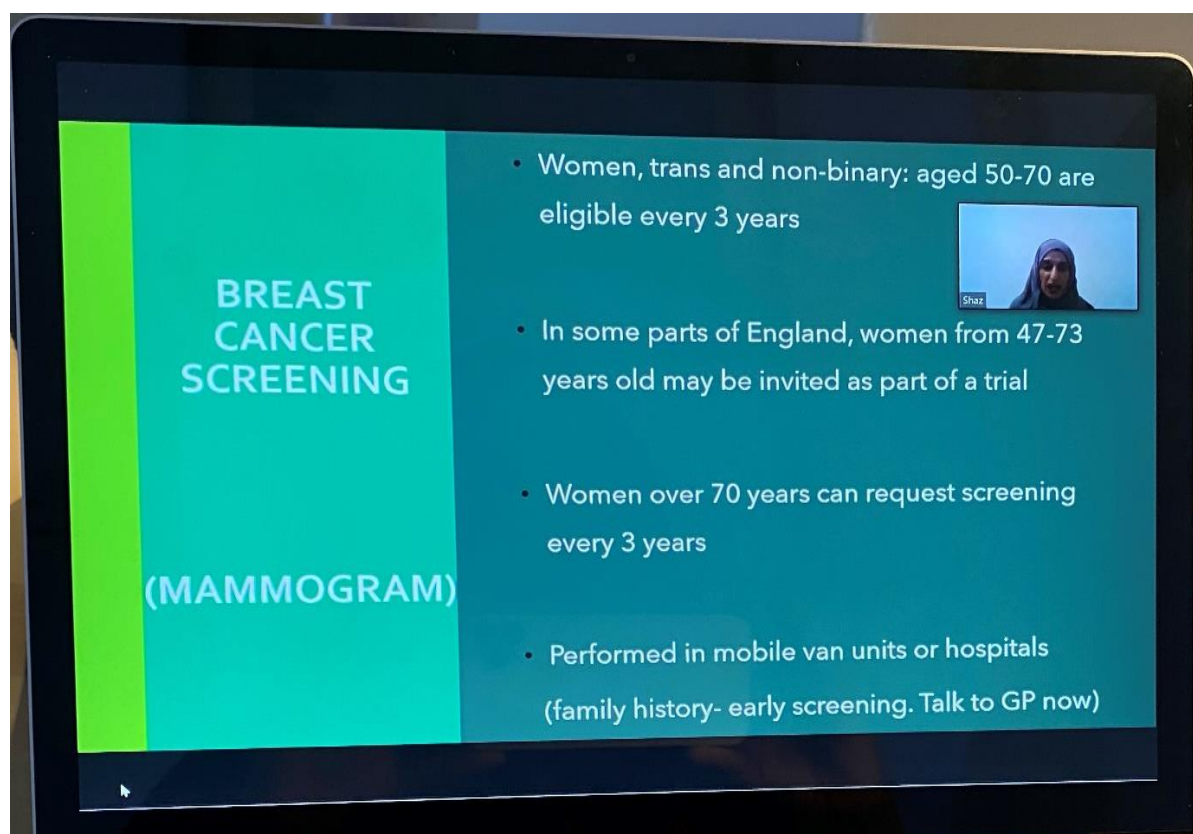 BREAST
CANCER
SCREENING
(MAMMOGRAM)
• Women, trans and non-binary: aged 50-70 are
eligible every 3 years
Shaz
• In some parts of England, women from 47-73
years old may be invited as part of a trial
• Women over 70 years can request screening
every 3 years
• Performed in mobile van units or hospitals
(family history- early screening. Talk to GP now)